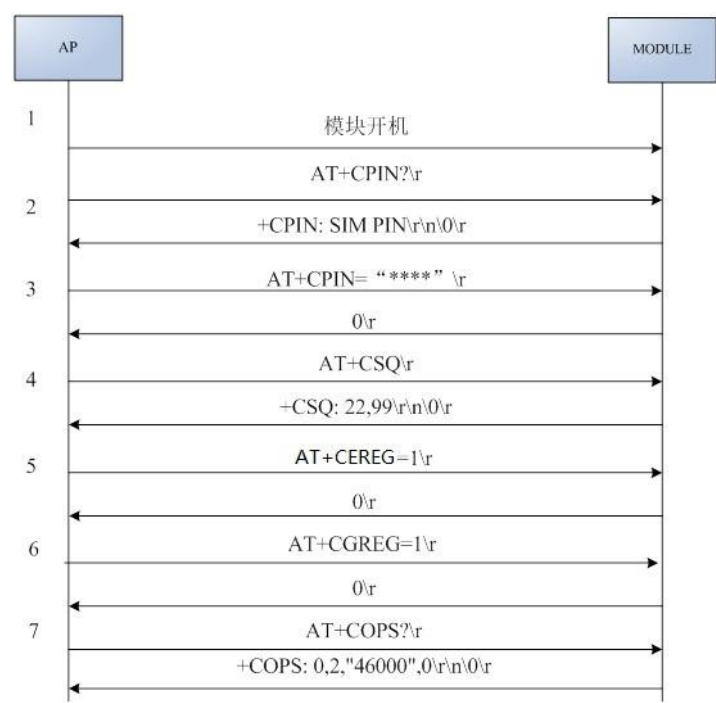 AP
MODULE
1
模块开机
AT+CPIN?\r
2
+CPIN: SIM PIN\r\n\0\r
3
AT+CPIN=“****”\r
0\r
4
AT+CSQ\r
+CSQ: 22,99\r\n\0\r
5
AT+CEREG=1\r
0\r
6
AT+CGREG=1\r
0\r
7
AT+COPS?\r
+COPS: 0,2,"46000",0\r\n\0\r